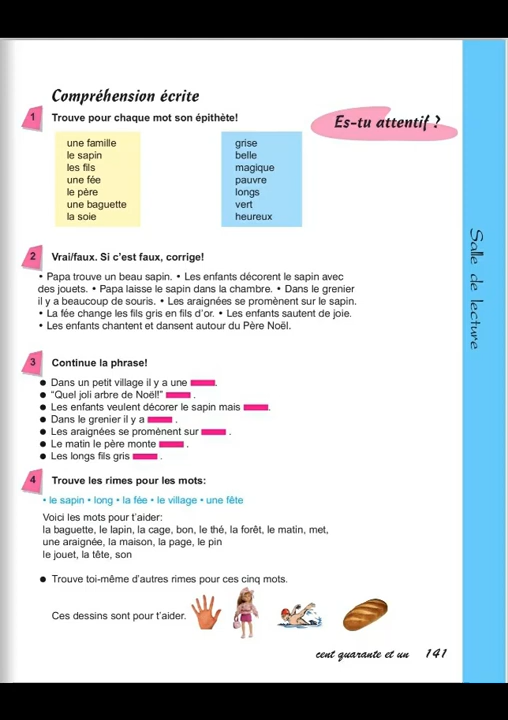 Compréhension écrite
1 Trouve pour chaque mot son épithète!
Es-tu attentif ?
une famille
le sapin
les fils
une fée
le père
une baguette
la soie
grise
belle
magique
pauvre
longs
vert
heureux
2 Vrai/faux. Si c'est faux, corrige!
• Papa trouve un beau sapin. • Les enfants décorent le sapin avec
des jouets. • Papa laisse le sapin dans la chambre. • Dans le grenier
il y a beaucoup de souris. • Les araignées se promènent sur le sapin.
• La fée change les fils gris en fils d'or. • Les enfants sautent de joie.
• Les enfants chantent et dansent autour du Père Noël.
3 Continue la phrase!
● Dans un petit village il y a une .
● "Quel joli arbre de Noël!" .
● Les enfants veulent décorer le sapin mais .
● Dans le grenier il y a .
● Les araignées se promènent sur .
● Le matin le père monte .
● Les longs fils gris .
4 Trouve les rimes pour les mots:
• le sapin • long • la fée • le village • une fête
Voici les mots pour t'aider:
la baguette, le lapin, la cage, bon, le thé, la forêt, le matin, met,
une araignée, la maison, la page, le pin
le jouet, la tête, son
● Trouve toi-même d'autres rimes pour ces cinq mots.
Ces dessins sont pour t'aider.
cent quarante et un 141
Salle de lecture